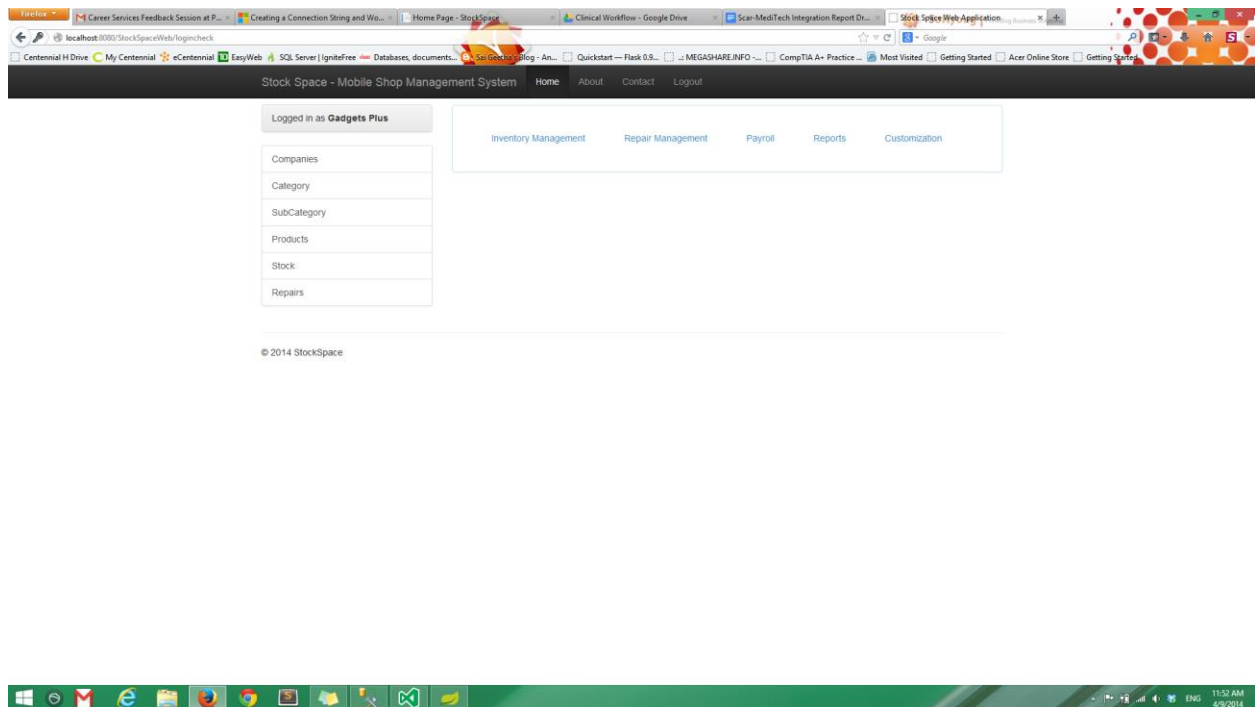 Firefox
Career Services Feedback Session at P...
Creating a Connection String and Wo...
Home Page - StockSpace
Clinical Workflow - Google Drive
Scar-MediTech Integration Report Dr...
Stock Space Web Application
localhost:8080/StockSpaceWeb/logincheck
Google
Centennial H Drive My Centennial eCentennial EasyWeb SQL Server | IgniteFree Databases, documents... Sai Geetha's Blog - An... Quickstart — Flask 0.9... .: MEGASHARE.INFO -... CompTIA A+ Practice ... Most Visited Getting Started Acer Online Store Getting Started
Stock Space - Mobile Shop Management System Home About Contact Logout
Logged in as Gadgets Plus
Companies
Category
SubCategory
Products
Stock
Repairs
Inventory Management Repair Management Payroll Reports Customization
© 2014 StockSpace
ENG
11:52 AM
4/9/2014